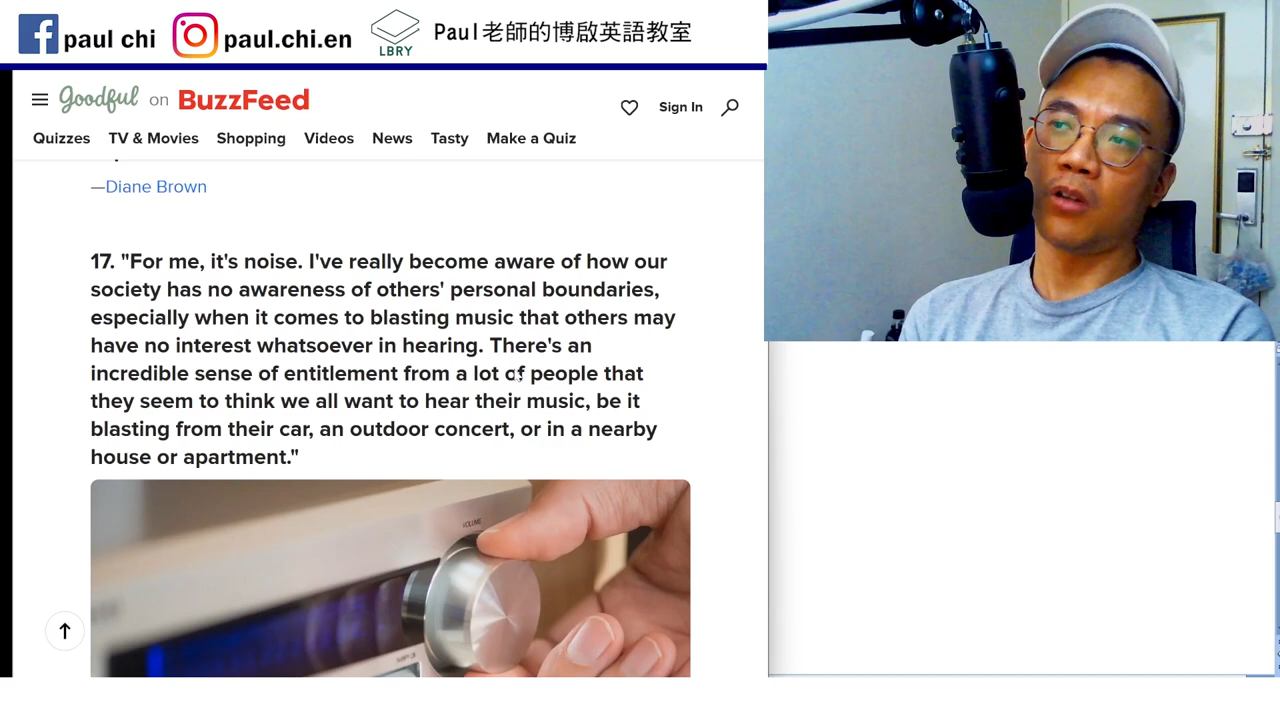 paul chi
paul.chi.en
LBRY
Paul老師的博啟英語教室
Goodful on BuzzFeed
Sign In
Quizzes TV & Movies Shopping Videos News Tasty Make a Quiz
—Diane Brown
17. "For me, it's noise. I've really become aware of how our
society has no awareness of others' personal boundaries,
especially when it comes to blasting music that others may
have no interest whatsoever in hearing. There's an
incredible sense of entitlement from a lot of people that
they seem to think we all want to hear their music, be it
blasting from their car, an outdoor concert, or in a nearby
house or apartment."
VOLUME